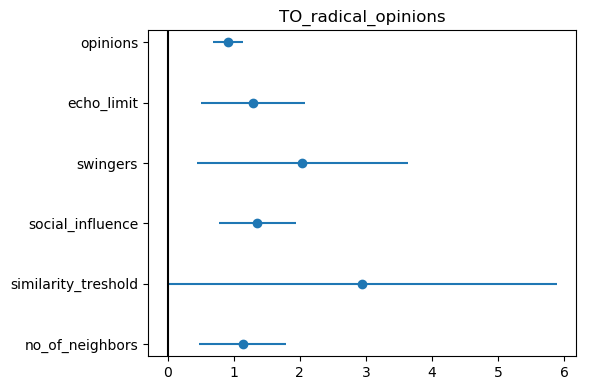 TO_radical_opinions
opinions
echo_limit
swingers
social_influence
similarity_treshold
no_of_neighbors
0 1 2 3 4 5 6